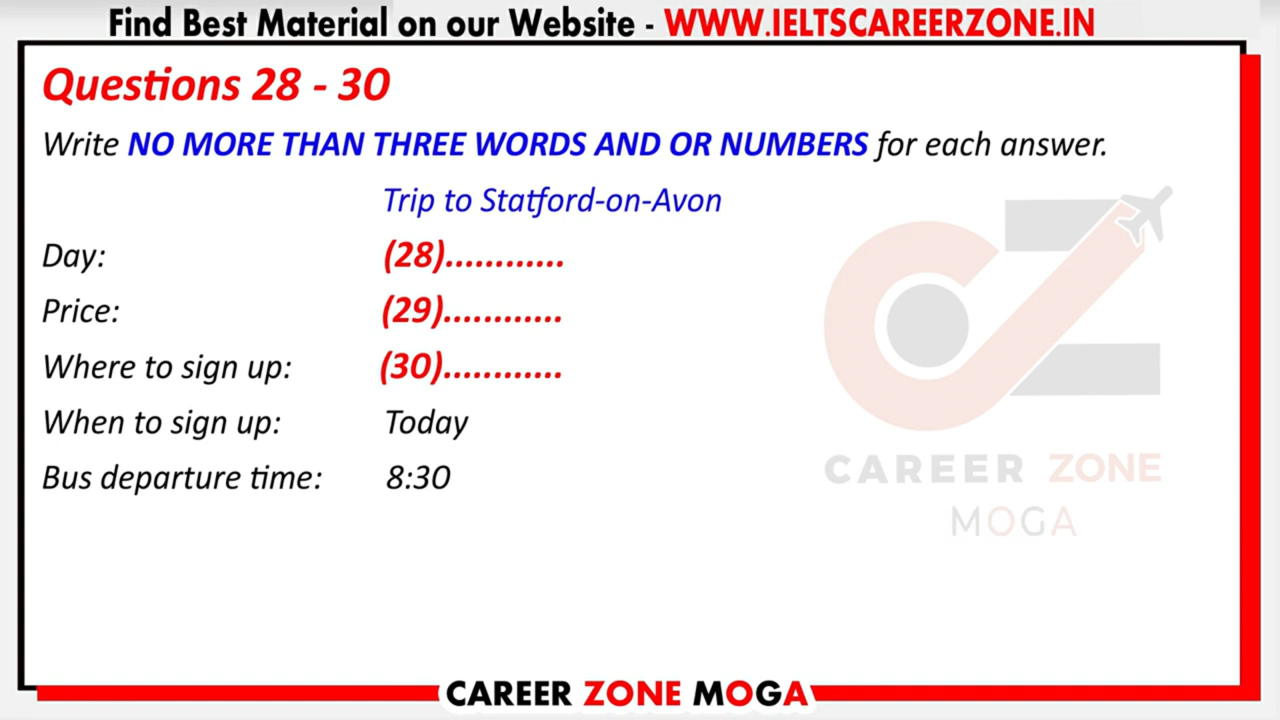 Find Best Material on our Website - WWW.IELTSCAREERZONE.IN
Questions 28 - 30
Write NO MORE THAN THREE WORDS AND OR NUMBERS for each answer.
Trip to Statford-on-Avon
Day: (28)............
Price: (29)............
Where to sign up: (30)............
When to sign up: Today
Bus departure time: 8:30
CAREER ZONE
MOGA
CAREER ZONE MOGA